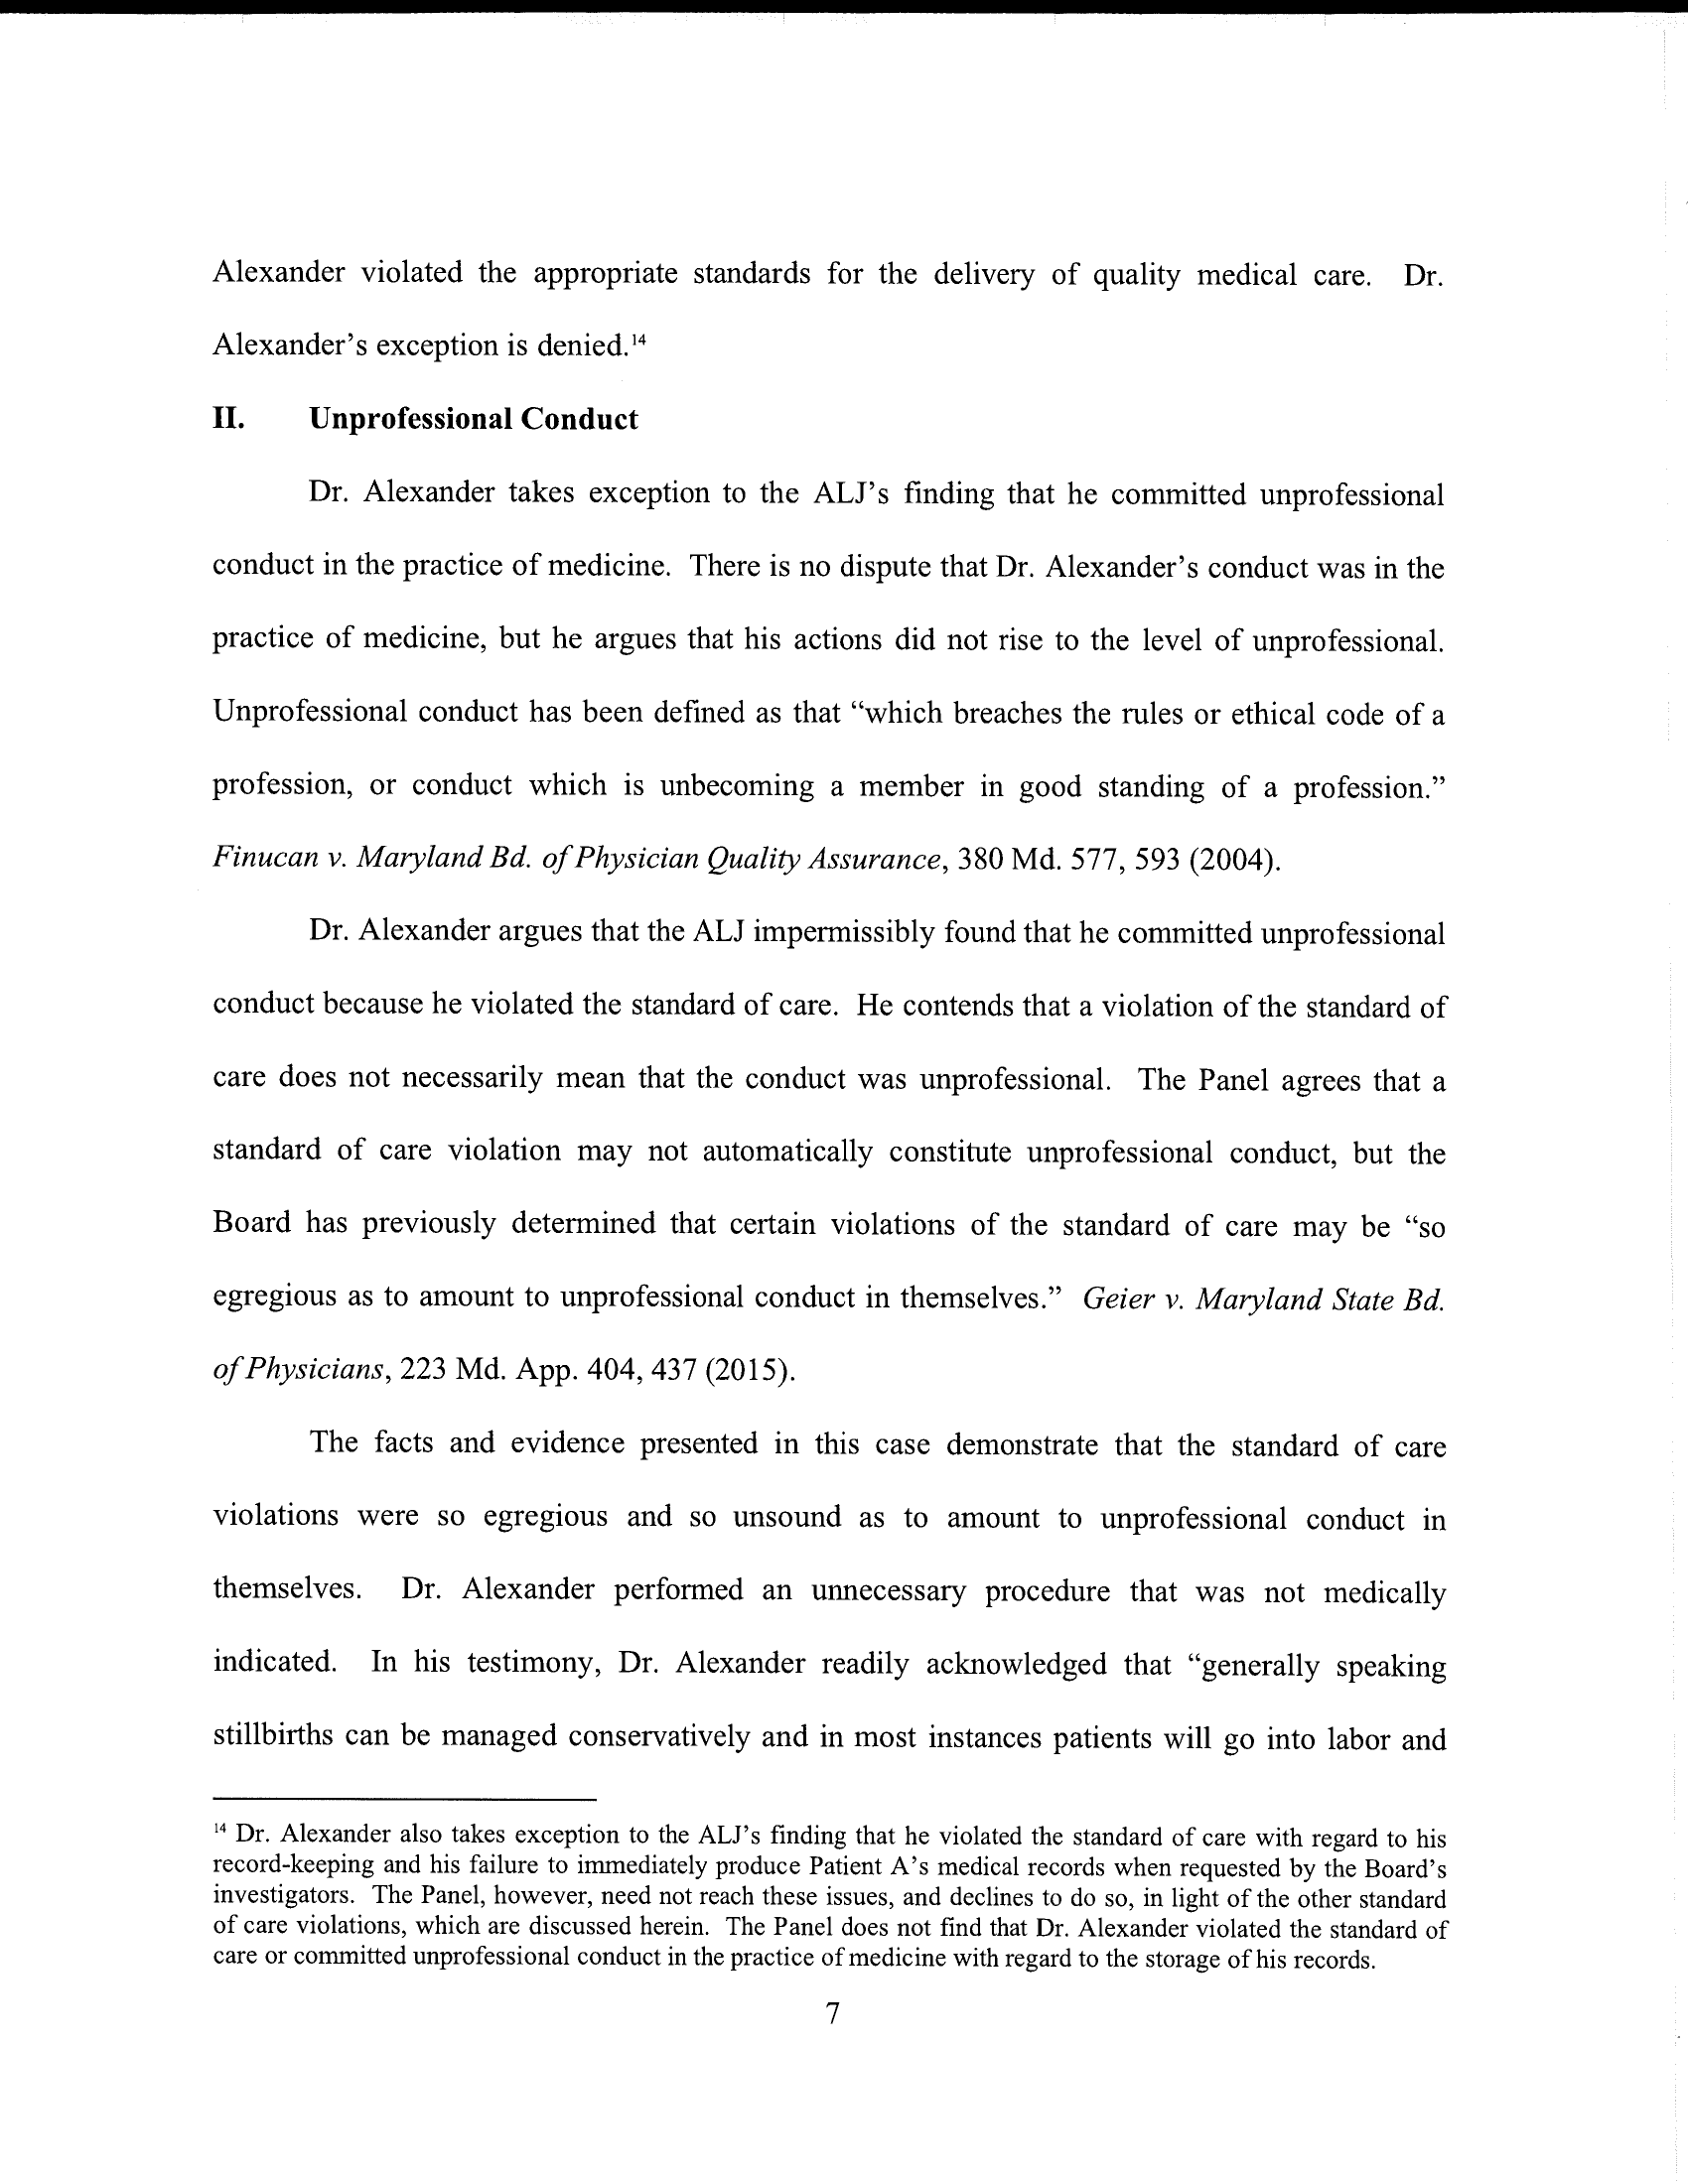 Alexander violated the appropriate standards for the delivery of quality medical care. Dr.
Alexander’s exception is denied.14
II. Unprofessional Conduct
Dr. Alexander takes exception to the ALJ’s finding that he committed unprofessional
conduct in the practice of medicine. There is no dispute that Dr. Alexander’s conduct was in the
practice of medicine, but he argues that his actions did not rise to the level of unprofessional.
Unprofessional conduct has been defined as that “which breaches the rules or ethical code of a
profession, or conduct which is unbecoming a member in good standing of a profession.”
Finucan v. Maryland Bd. of Physician Quality Assurance, 380 Md. 577, 593 (2004).
Dr. Alexander argues that the ALJ impermissibly found that he committed unprofessional
conduct because he violated the standard of care. He contends that a violation of the standard of
care does not necessarily mean that the conduct was unprofessional. The Panel agrees that a
standard of care violation may not automatically constitute unprofessional conduct, but the
Board has previously determined that certain violations of the standard of care may be “so
egregious as to amount to unprofessional conduct in themselves.” Geier v. Maryland State Bd.
of Physicians, 223 Md. App. 404, 437 (2015).
The facts and evidence presented in this case demonstrate that the standard of care
violations were so egregious and so unsound as to amount to unprofessional conduct in
themselves. Dr. Alexander performed an unnecessary procedure that was not medically
indicated. In his testimony, Dr. Alexander readily acknowledged that “generally speaking
stillbirths can be managed conservatively and in most instances patients will go into labor and
14 Dr. Alexander also takes exception to the ALJ’s finding that he violated the standard of care with regard to his
record-keeping and his failure to immediately produce Patient A’s medical records when requested by the Board’s
investigators. The Panel, however, need not reach these issues, and declines to do so, in light of the other standard
of care violations, which are discussed herein. The Panel does not find that Dr. Alexander violated the standard of
care or committed unprofessional conduct in the practice of medicine with regard to the storage of his records.
7